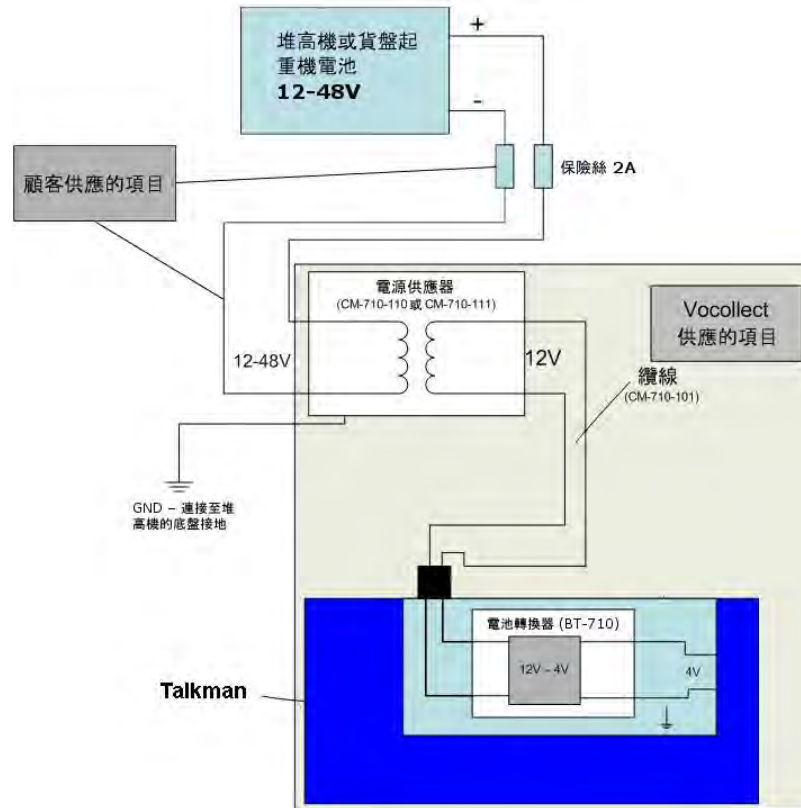 堆高機或貨盤起
重機電池
12-48V
+
-
保險絲 2A
顧客供應的項目
電源供應器
(CM-710-110 或 CM-710-111)
Vocollect
供應的項目
12-48V
12V
纜線
(CM-710-101)
GND – 連接至堆
高機的底盤接地
電池轉換器 (BT-710)
12V – 4V
4V
Talkman